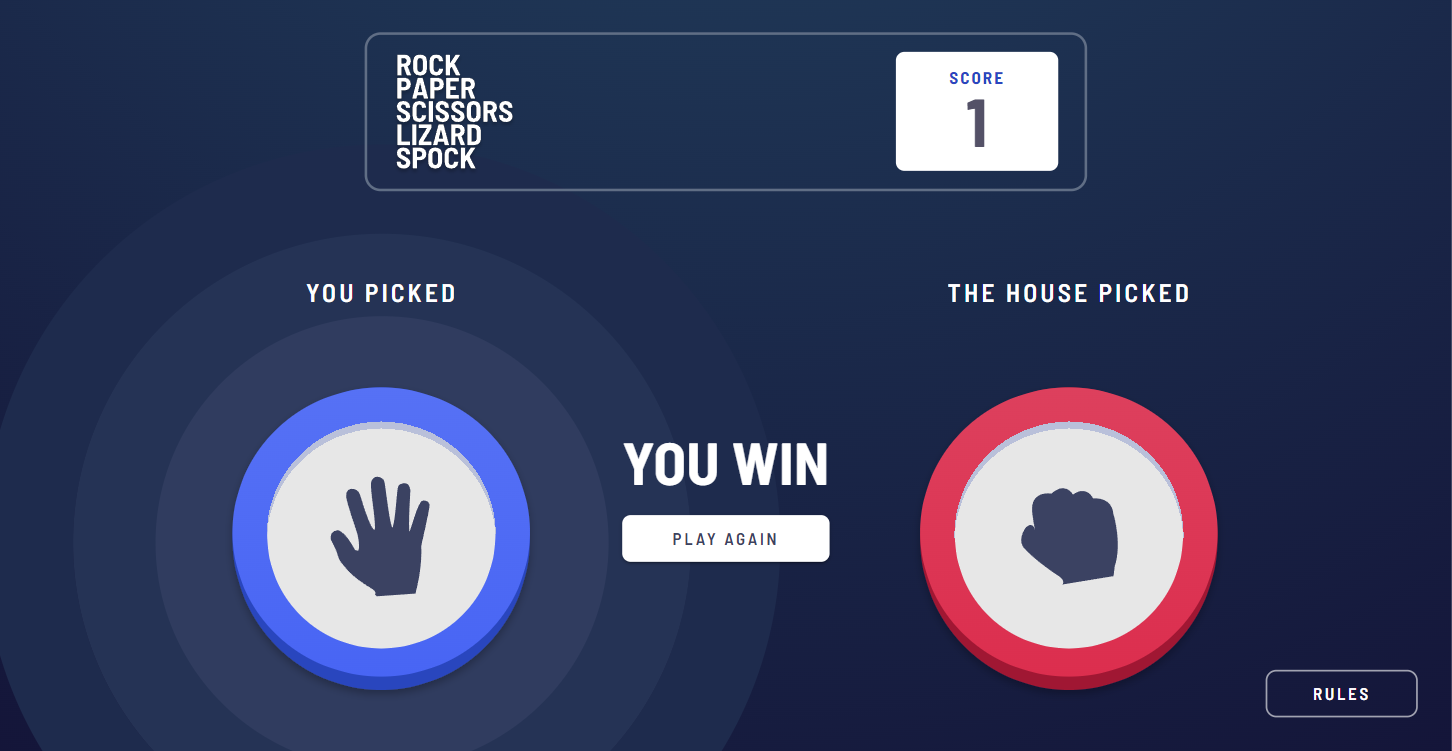 ROCK
PAPER
SCISSORS
LIZARD
SPOCK
SCORE
1
YOU PICKED
THE HOUSE PICKED
YOU WIN
PLAY AGAIN
RULES